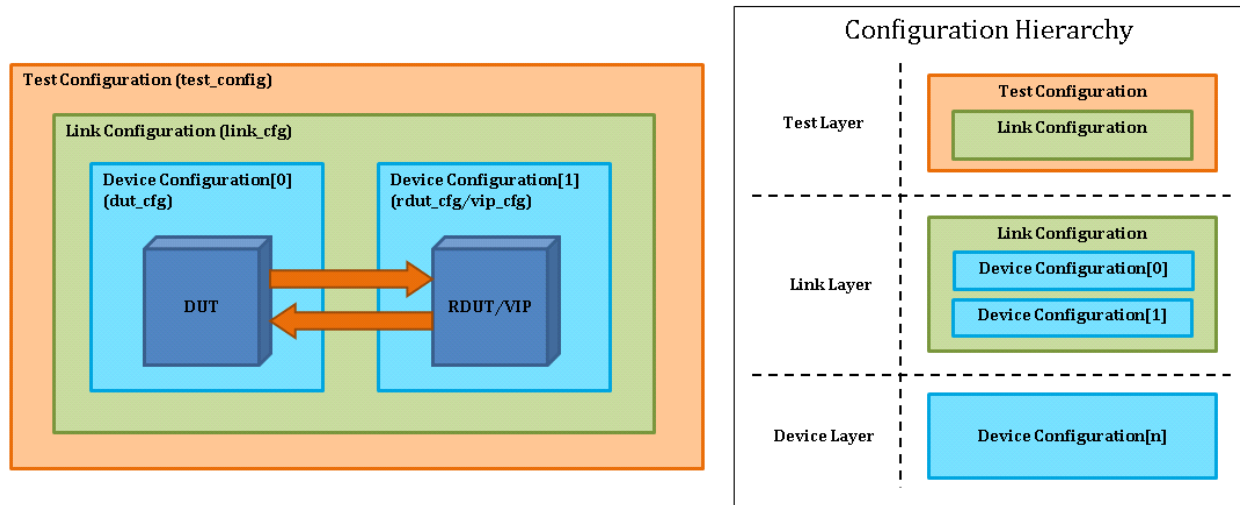 Test Configuration (test_config)
Link Configuration (link_cfg)
Device Configuration[0]
(dut_cfg)
Device Configuration[1]
(rdut_cfg/vip_cfg)
DUT
RDUT/VIP
Configuration Hierarchy
Test Layer
Test Configuration
Link Configuration
Link Layer
Link Configuration
Device Configuration[0]
Device Configuration[1]
Device Layer
Device Configuration[n]